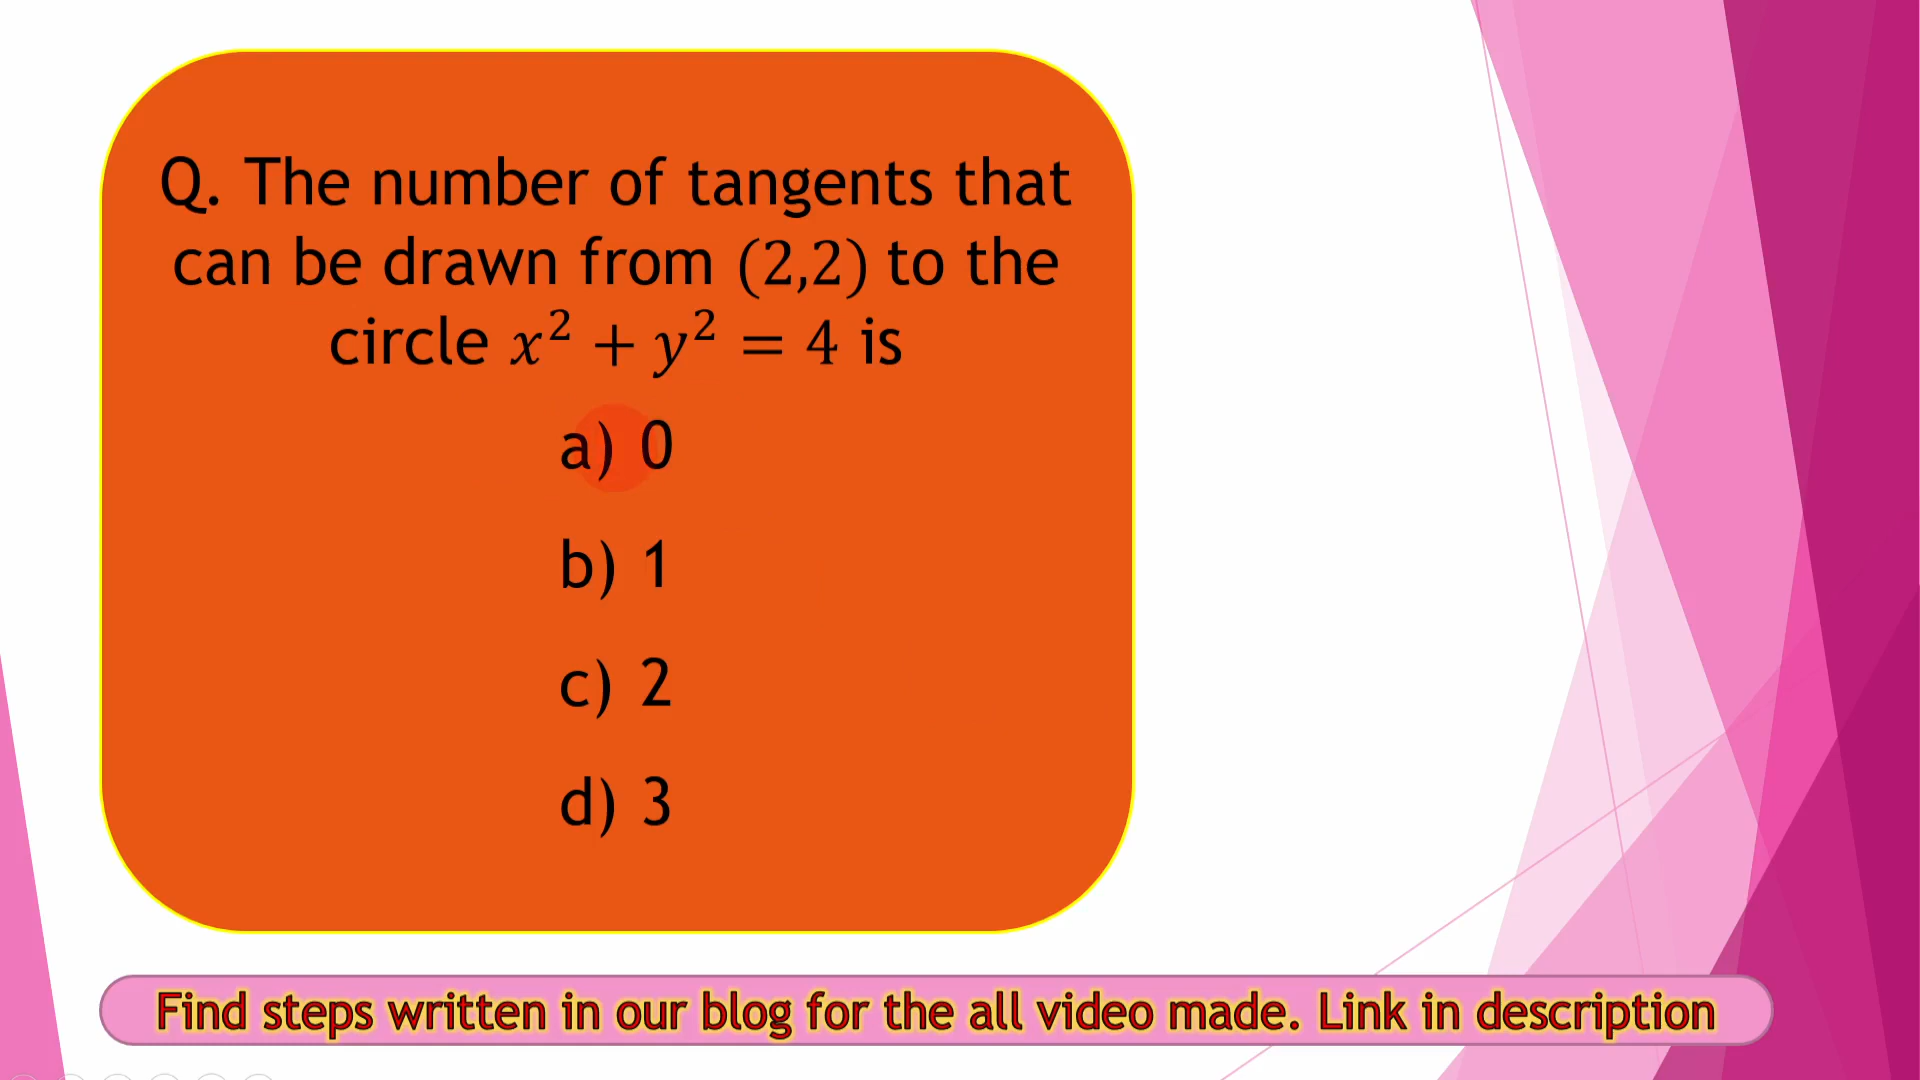 Q. The number of tangents that
can be drawn from (2,2) to the
circle x² + y² = 4 is
a) 0
b) 1
c) 2
d) 3
Find steps written in our blog for the all video made. Link in description